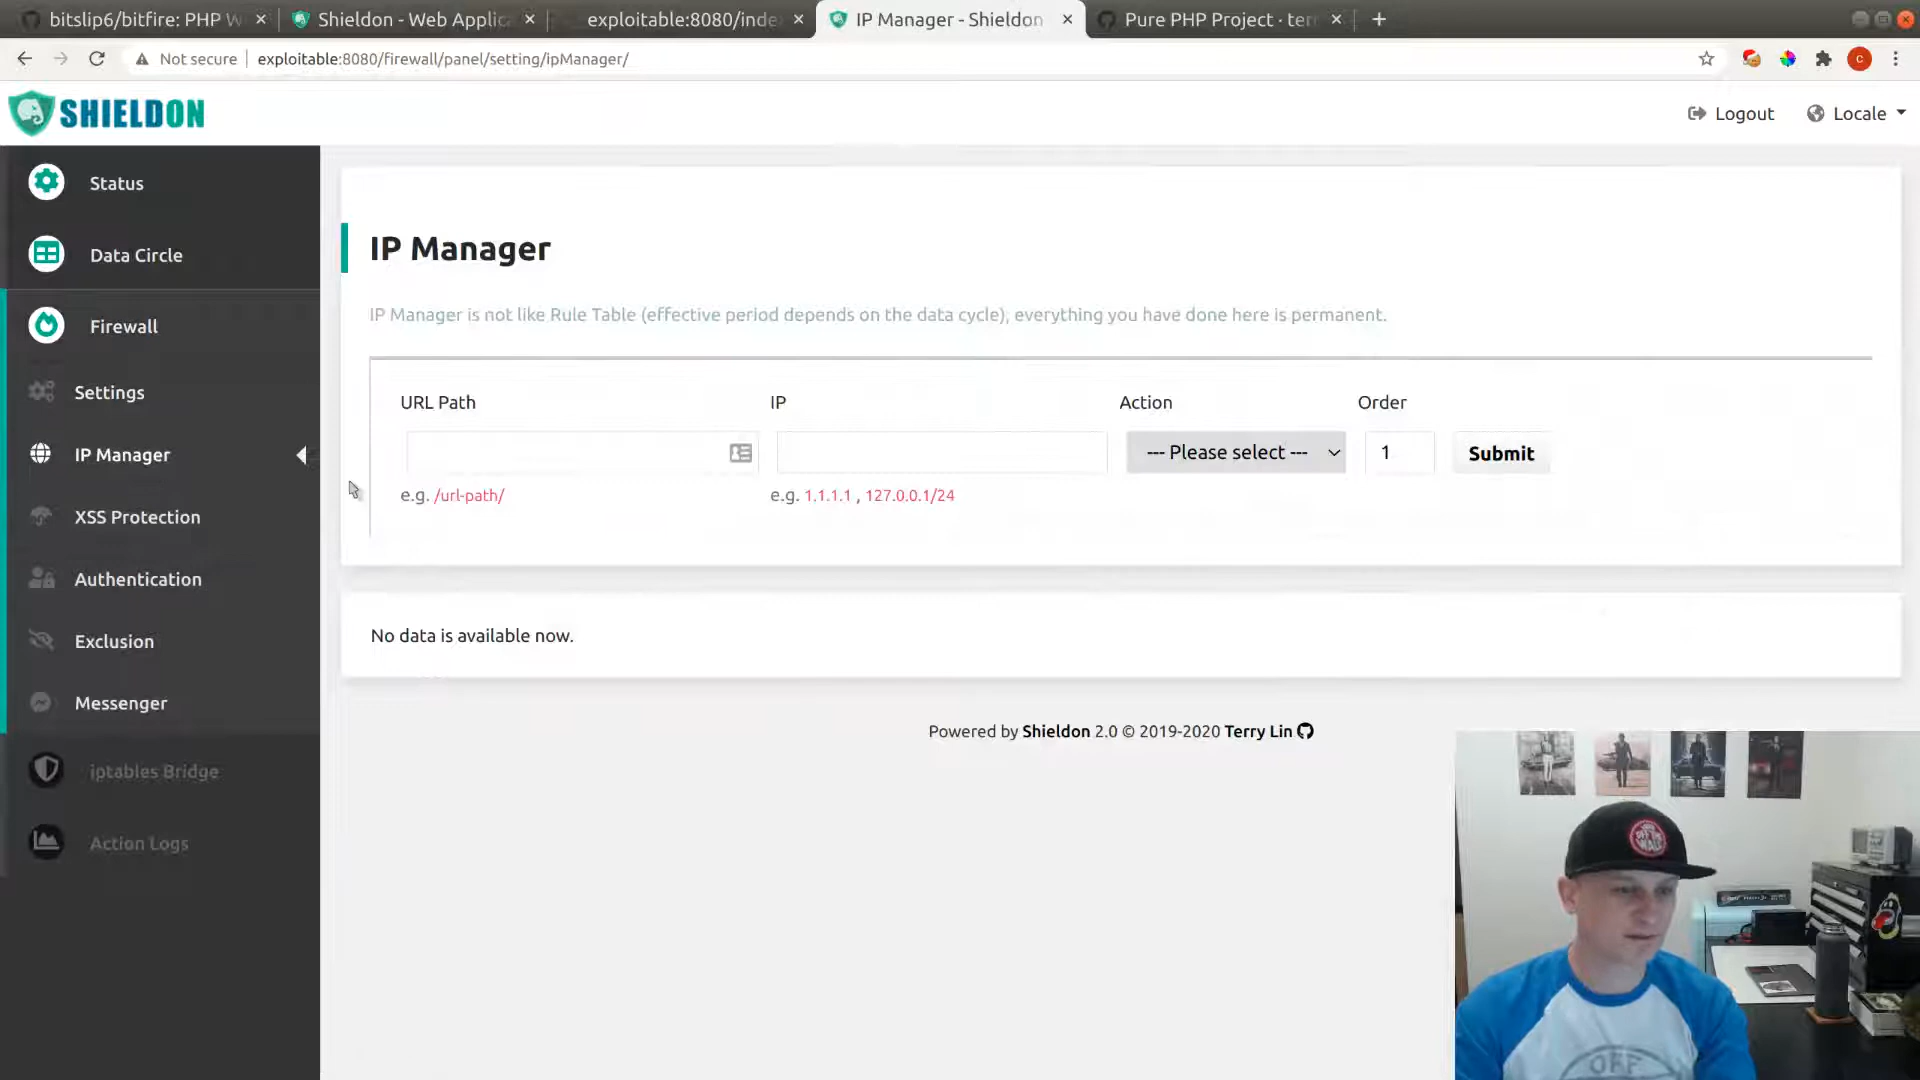 bitslip6/bitfire: PHP W
Shieldon - Web Applic
exploitable:8080/inde
IP Manager - Shieldon
Pure PHP Project · terr
Not secure
exploitable:8080/firewall/panel/setting/ipManager/
C
SHIELDON
Logout
Locale
Status
Data Circle
Firewall
Settings
IP Manager
XSS Protection
Authentication
Exclusion
Messenger
iptables Bridge
Action Logs
IP Manager
IP Manager is not like Rule Table (effective period depends on the data cycle), everything you have done here is permanent.
URL Path
IP
Action
Order
--- Please select ---
1
Submit
e.g. /url-path/
e.g. 1.1.1.1 , 127.0.0.1/24
No data is available now.
Powered by Shieldon 2.0 © 2019-2020 Terry Lin
OFF